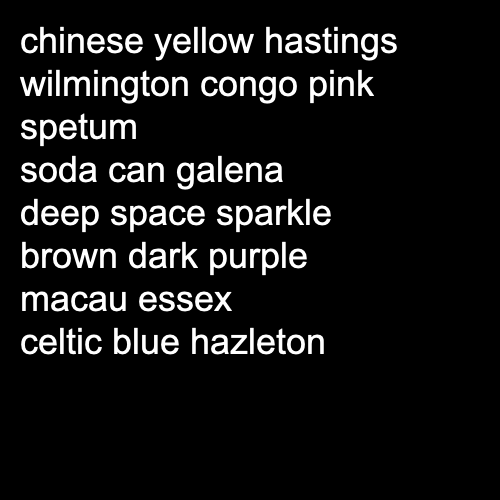 chinese yellow hastings
wilmington congo pink
spetum
soda can galena
deep space sparkle
brown dark purple
macau essex
celtic blue hazleton